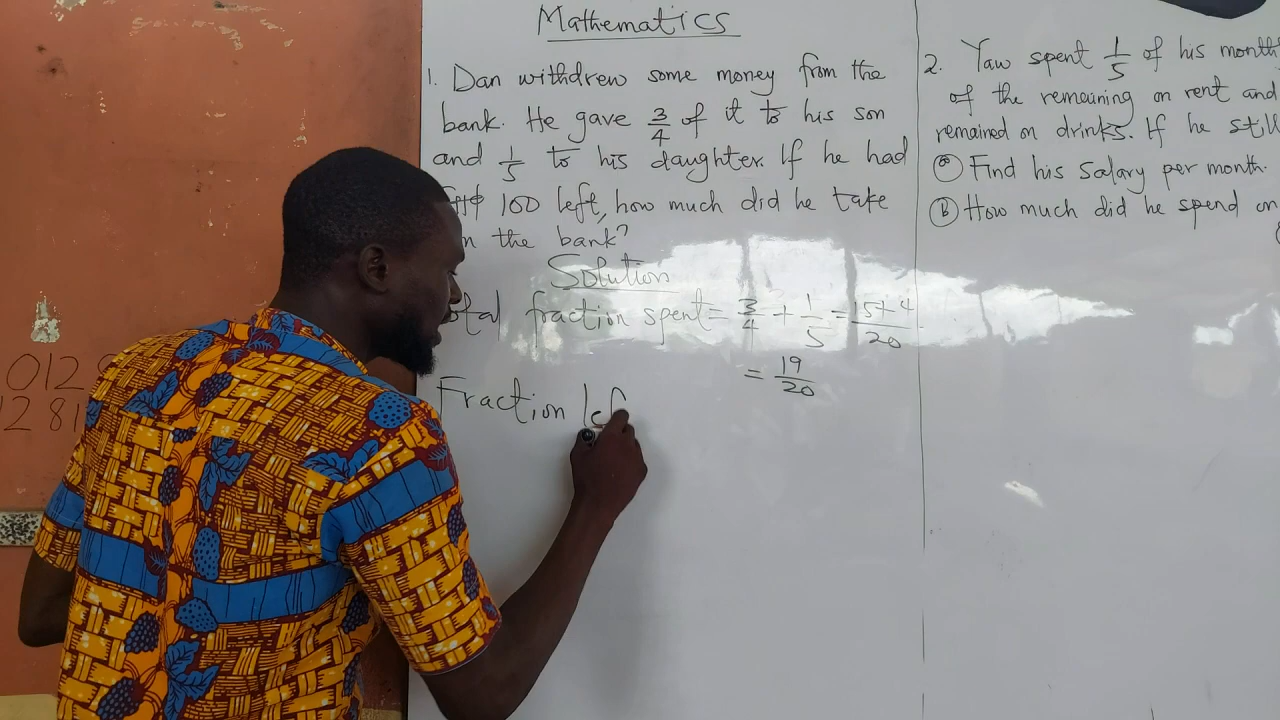 Mathematics
1. Dan withdrew some money from the
bank. He gave 3/4 of it to his son
and 1/5 to his daughter. If he had
100 left, how much did he take
the bank?
Solution
fraction spent = 3/4 + 1/5 = 15+4/20
= 19/20
Fraction lef
2. Yaw spent 1/5 of his month
of the remaining on rent and
remained on drinks. If he still
(a) Find his salary per month.
(b) How much did he spend on
012
2 81